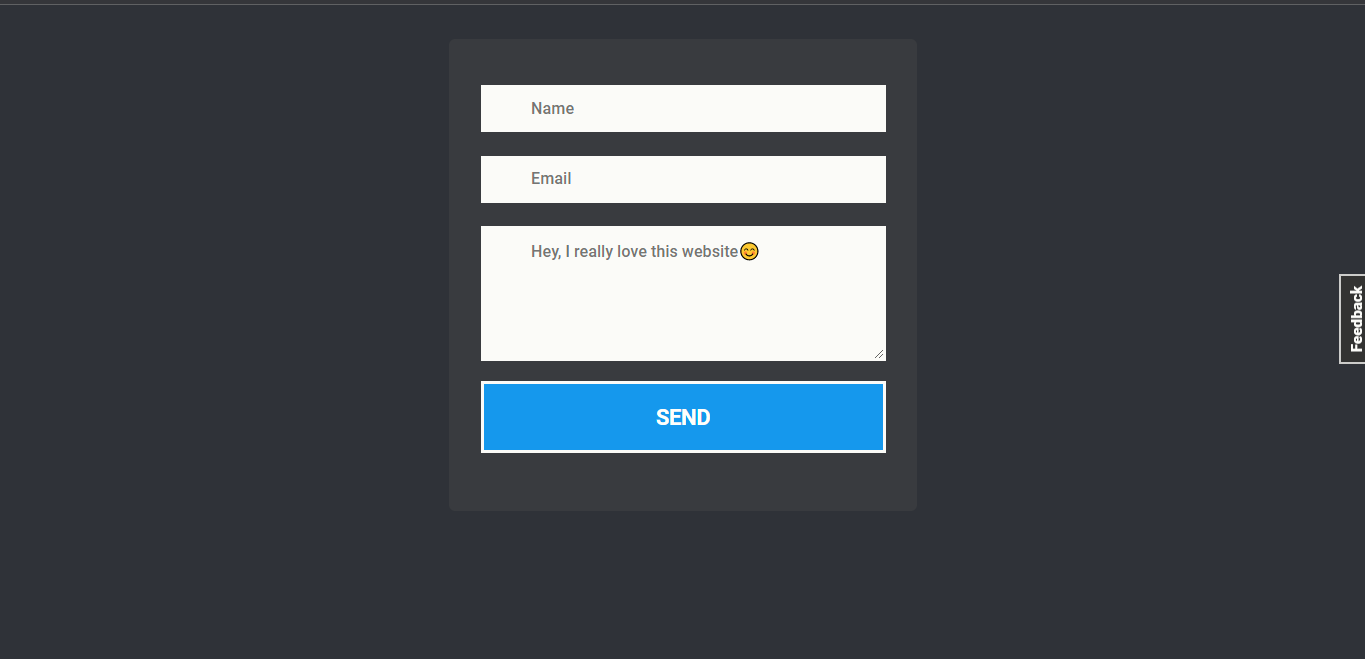 Name
Email
Hey, I really love this website😊
SEND
Feedback